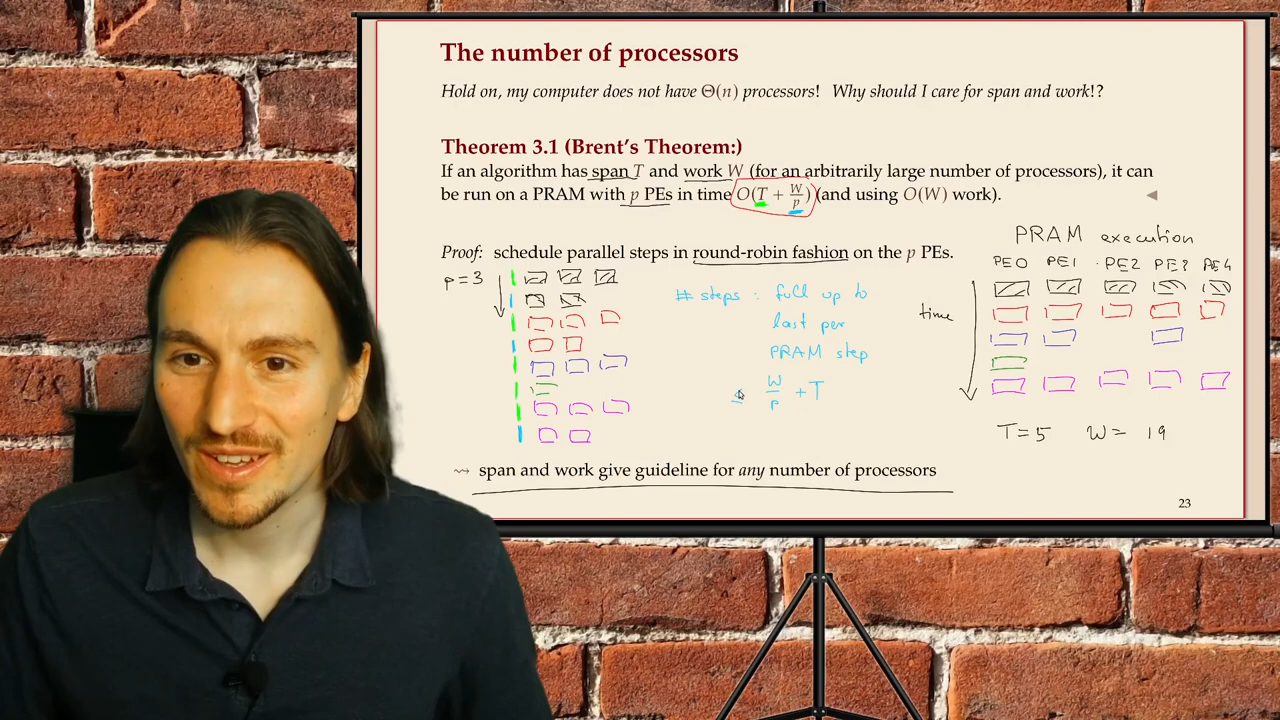 The number of processors
Hold on, my computer does not have Θ(n) processors! Why should I care for span and work!?
Theorem 3.1 (Brent's Theorem:)
If an algorithm has span T and work W (for an arbitrarily large number of processors), it can
be run on a PRAM with p PEs in time O(T + W/p) (and using O(W) work).
Proof: schedule parallel steps in round-robin fashion on the p PEs.
p=3
# steps : full up to
last per
PRAM step
≤ W/p + T
PRAM execution
PE0 PE1 PE2 PE3 PE4
time
T=5 W= 19
⇝ span and work give guideline for any number of processors
23